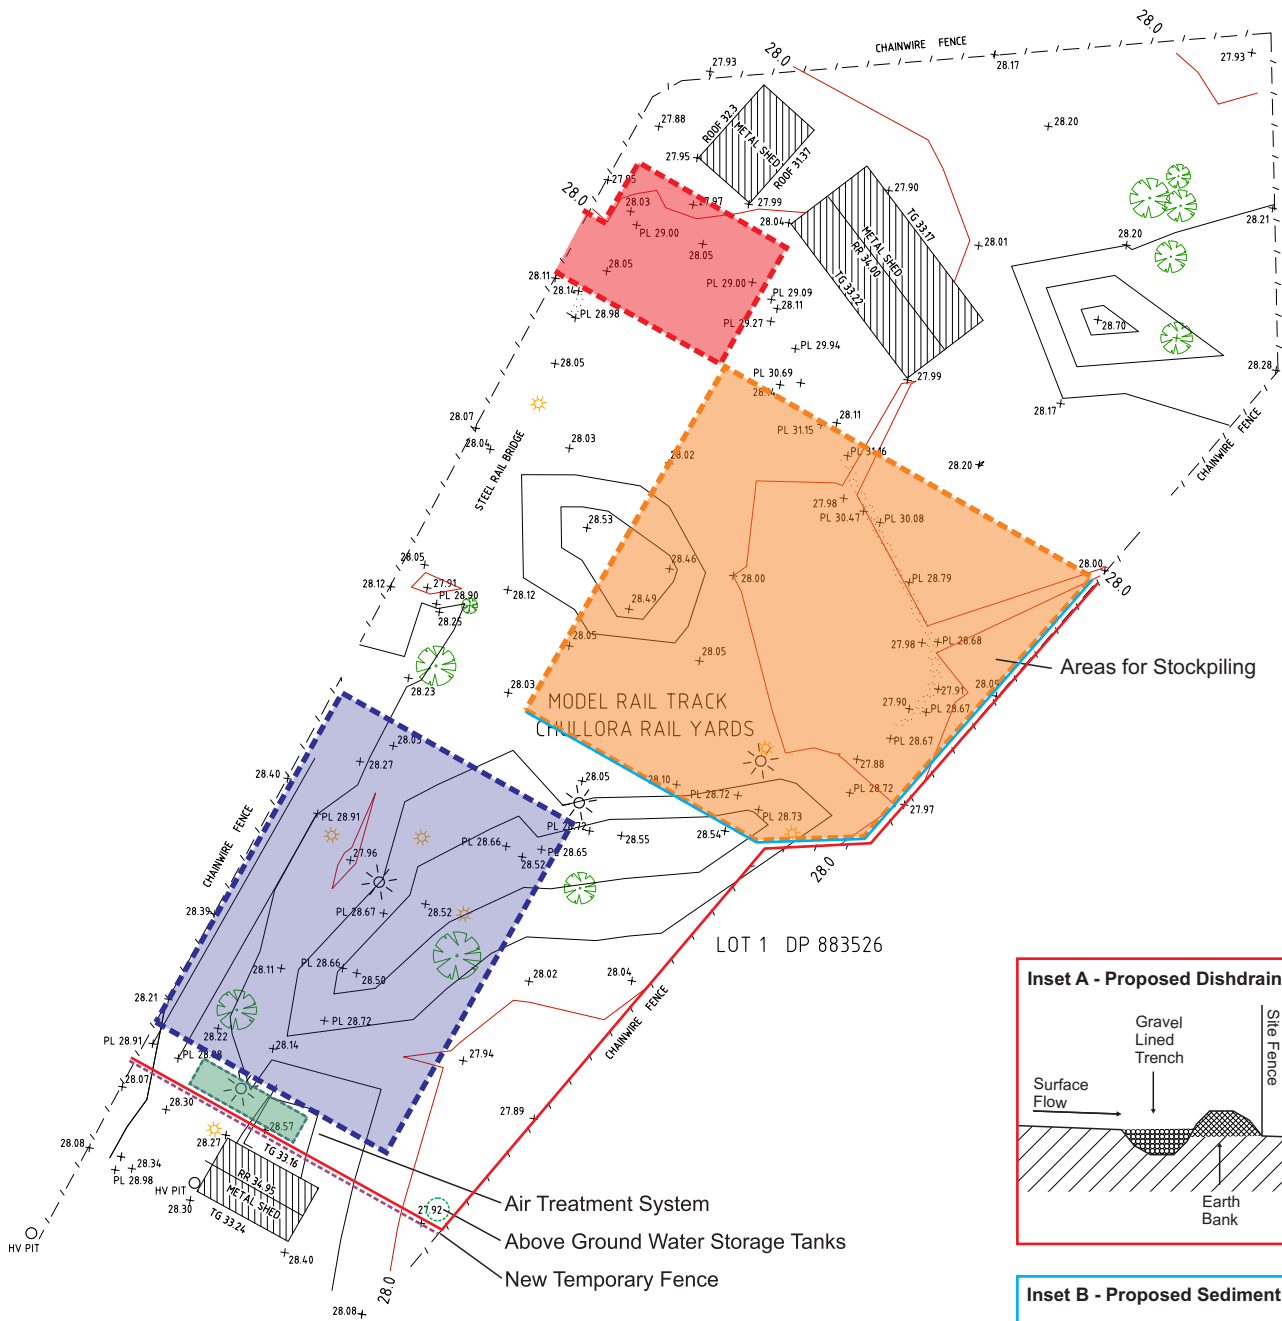 28.0
CHAINWIRE FENCE
28.0
27.93
27.93
28.17
27.88
28.20
ROOF 32.3
METAL SHED
ROOF 31.37
27.95
27.95
28.0
28.03
27.97
27.99
28.04
27.90
TG 33.17
METAL SHED
RR 34.00
TG 33.22
28.21
28.20
28.01
PL 29.00
28.05
28.05
PL 29.00
28.11
28.14
PL 28.98
PL 29.09
28.11
PL 29.27
28.70
PL 29.94
28.05
PL 30.69
28.14
27.99
28.28
28.17
28.07
28.04
STEEL RAIL BRIDGE
28.03
28.02
PL 31.15
28.11
PL 31.16
28.20
CHAINWIRE FENCE
27.98
PL 30.47
PL 30.08
28.53
28.46
28.49
28.05
28.12
27.91
PL 28.90
28.25
28.12
28.00
PL 28.79
28.00
28.0
28.05
28.05
27.98
PL 28.68
Areas for Stockpiling
28.23
28.03
MODEL RAIL TRACK
CHULLORA RAIL YARDS
27.91
27.90
PL 28.67
28.05
PL 28.67
28.03
28.27
28.40
27.88
28.05
28.10
PL 28.72
PL 28.72
27.97
PL 28.91
PL 28.73
PL 28.72
28.54
28.55
PL 28.66
PL 28.65
28.52
27.96
CHAINWIRE FENCE
28.0
28.39
PL 28.67
28.52
LOT 1 DP 883526
28.11
PL 28.66
28.50
28.02
28.04
28.21
PL 28.72
CHAINWIRE FENCE
28.22
PL 28.91
28.14
PL 28.88
27.94
28.07
28.30
28.57
27.89
28.27
TG 33.16
28.08
28.34
PL 28.98
HV PIT
28.30
RR 34.95
METAL SHED
TG 33.24
28.40
Air Treatment System
27.92
Above Ground Water Storage Tanks
New Temporary Fence
HV PIT
28.0
28.08
Inset A - Proposed Dishdrain
Gravel
Lined
Trench
Site Fence
Surface
Flow
Earth
Bank
Inset B - Proposed Sediment